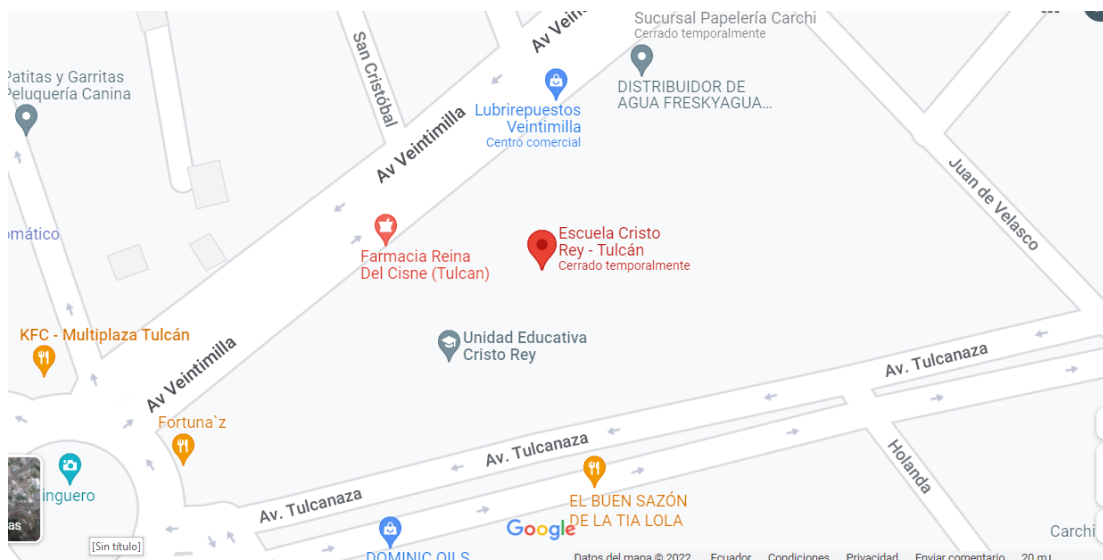 Sucursal Papelería Carchi
Cerrado temporalmente
Av Veintimilla
San Cristóbal
Patitas y Garritas
Peluquería Canina
DISTRIBUIDOR DE
AGUA FRESKYAGUA...
Lubrirepuestos
Veintimilla
Centro comercial
Av Veintimilla
Juan de Velasco
omático
Escuela Cristo
Rey - Tulcán
Cerrado temporalmente
Farmacia Reina
Del Cisne (Tulcan)
KFC - Multiplaza Tulcán
Unidad Educativa
Cristo Rey
Av. Tulcanaza
Av Veintimilla
Fortuna`z
Av. Tulcanaza
Holanda
inguero
as
EL BUEN SAZÓN
DE LA TIA LOLA
Av. Tulcanaza
Google
Carchi
[Sin título]
DOMINIC OILS
Datos del mapa © 2022 Ecuador Condiciones Privacidad Enviar comentario 20 m